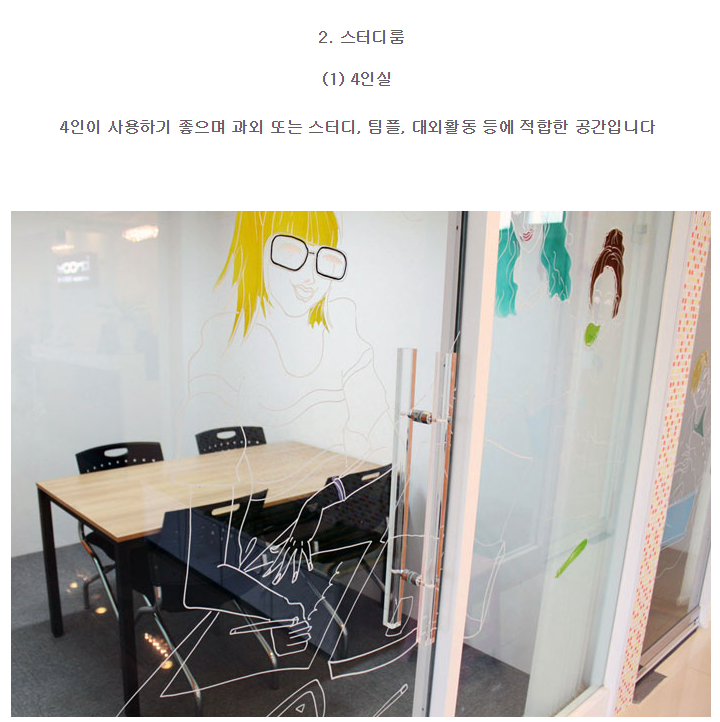 2. 스터디룸
(1) 4인실
4인이 사용하기 좋으며 과외 또는 스터디, 팀플, 대외활동 등에 적합한 공간입니다